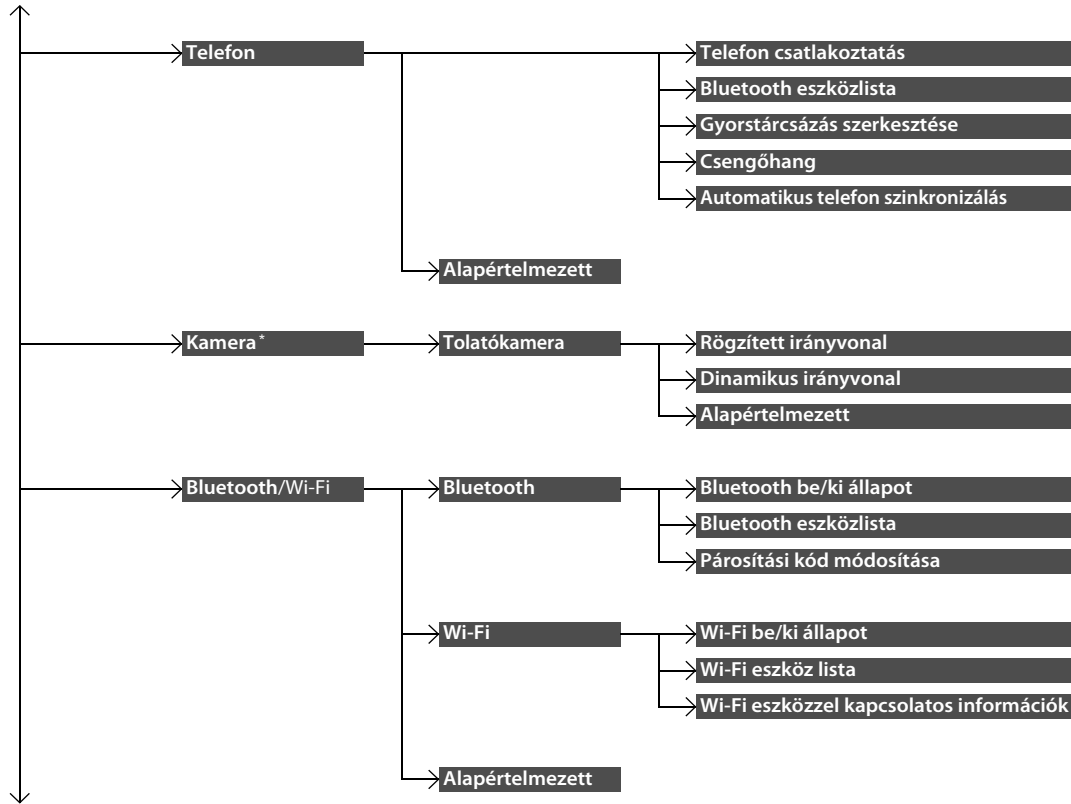 Telefon
Telefon csatlakoztatás
Bluetooth eszközlista
Gyorstárcsázás szerkesztése
Csengőhang
Automatikus telefon szinkronizálás
Alapértelmezett
Kamera*
Tolatókamera
Rögzített irányvonal
Dinamikus irányvonal
Alapértelmezett
Bluetooth/Wi-Fi
Bluetooth
Bluetooth be/ki állapot
Bluetooth eszközlista
Párosítási kód módosítása
Wi-Fi
Wi-Fi be/ki állapot
Wi-Fi eszköz lista
Wi-Fi eszközzel kapcsolatos információk
Alapértelmezett